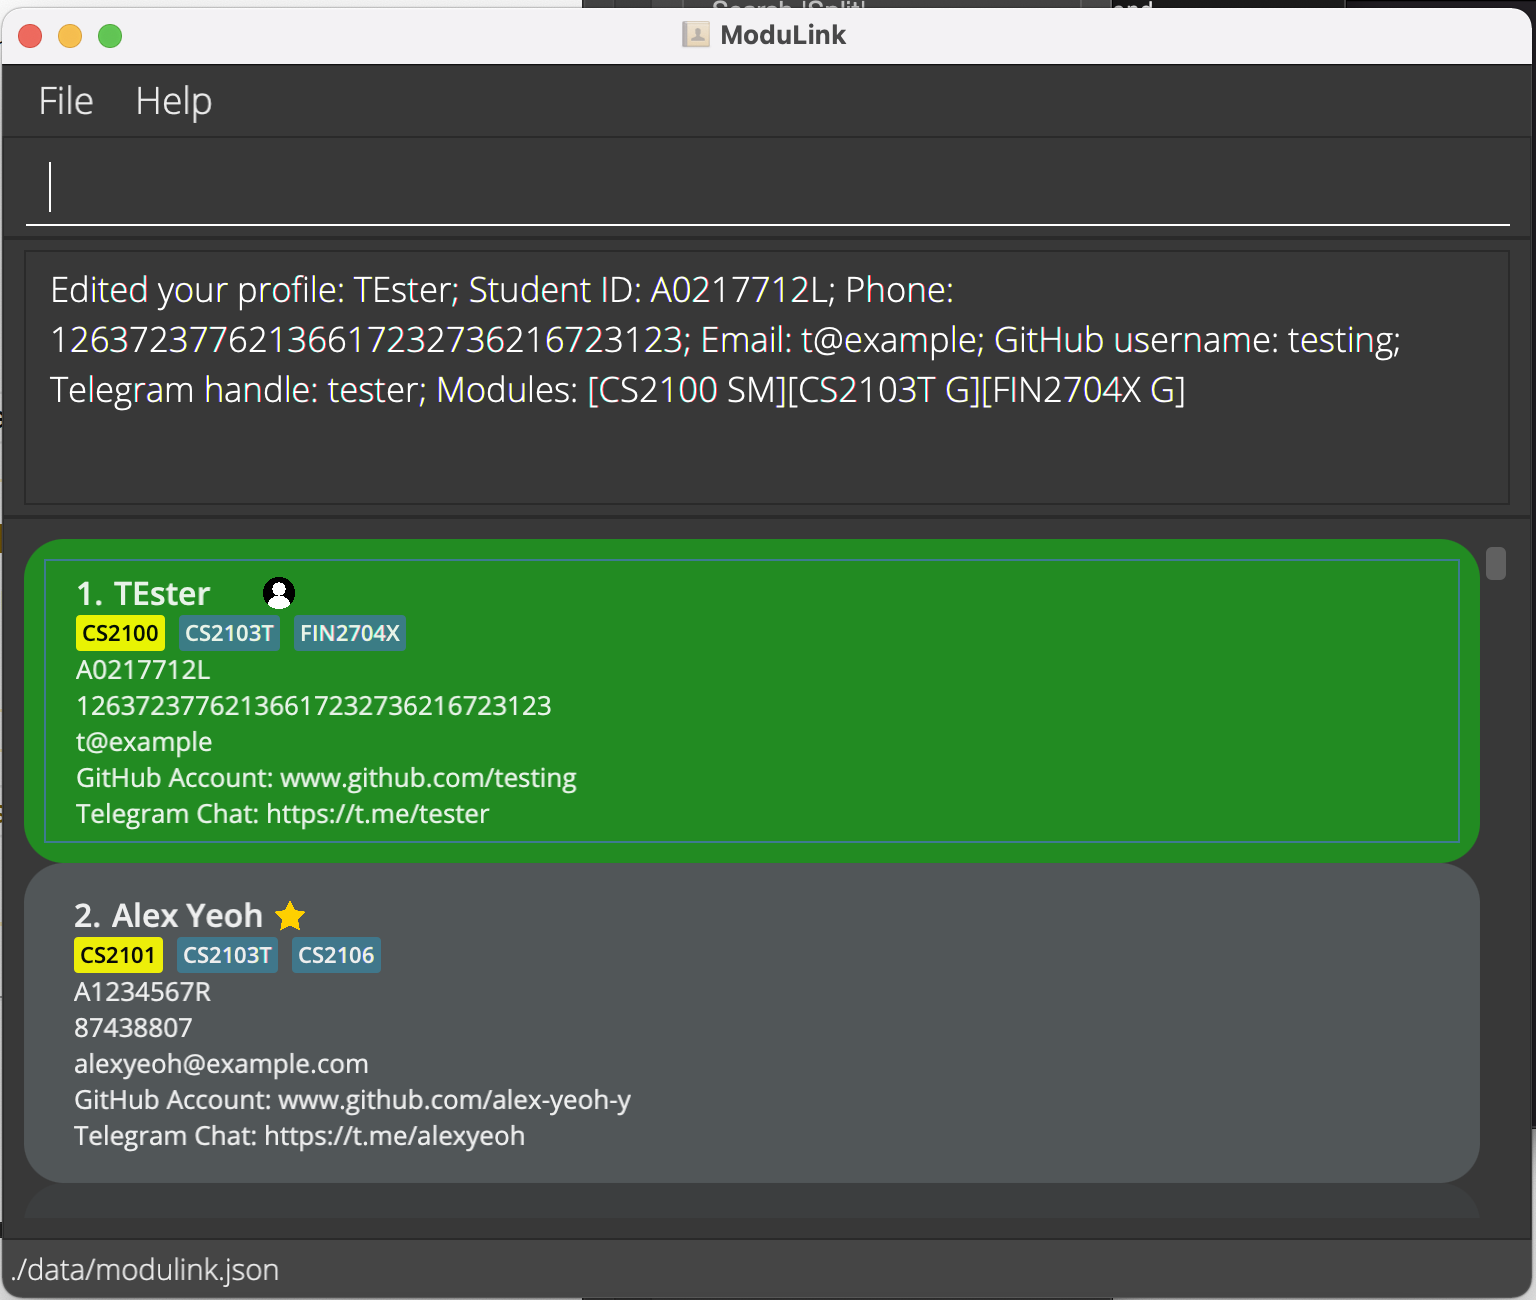 ModuLink
File Help
Edited your profile: TEster; Student ID: A0217712L; Phone:
126372377621366172327362167​23123; Email: t@example; GitHub username: testing;
Telegram handle: tester; Modules: [CS2100 SM][CS2103T G][FIN2704X G]
1. TEster
CS2100 CS2103T FIN2704X
A0217712L
12637237762136617232736216723123
t@example
GitHub Account: www.github.com/testing
Telegram Chat: https://t.me/tester
2. Alex Yeoh
CS2101 CS2103T CS2106
A1234567R
87438807
alexyeoh@example.com
GitHub Account: www.github.com/alex-yeoh-y
Telegram Chat: https://t.me/alexyeoh
./data/modulink.json